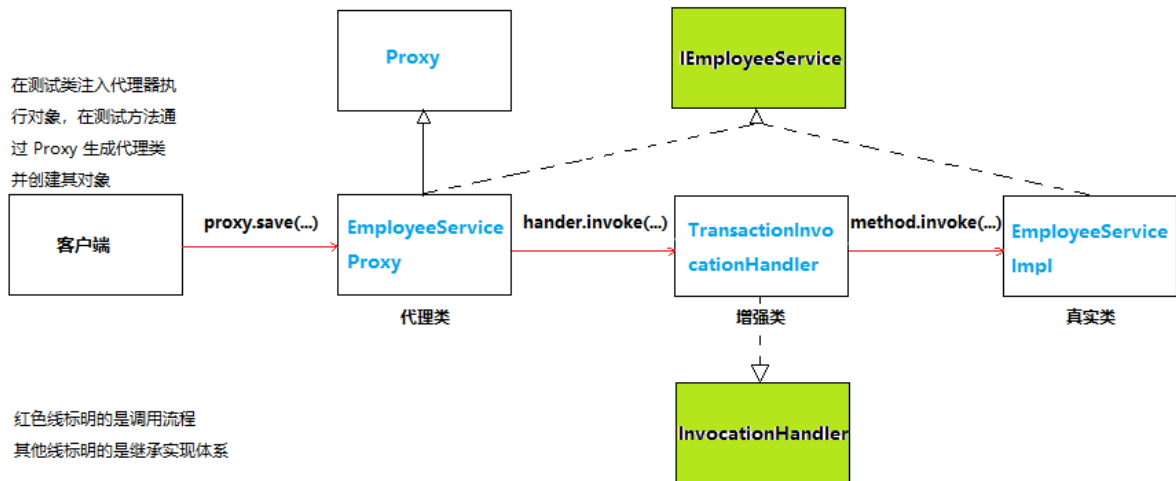 Proxy
IEmployeeService
在测试类注入代理器执
行对象，在测试方法通
过 Proxy 生成代理类
并创建其对象
客户端
proxy.save(...)
EmployeeService
Proxy
hander.invoke(...)
TransactionInvo
cationHandler
method.invoke(...)
EmployeeService
Impl
代理类
增强类
真实类
红色线标明的是调用流程
其他线标明的是继承实现体系
InvocationHandler